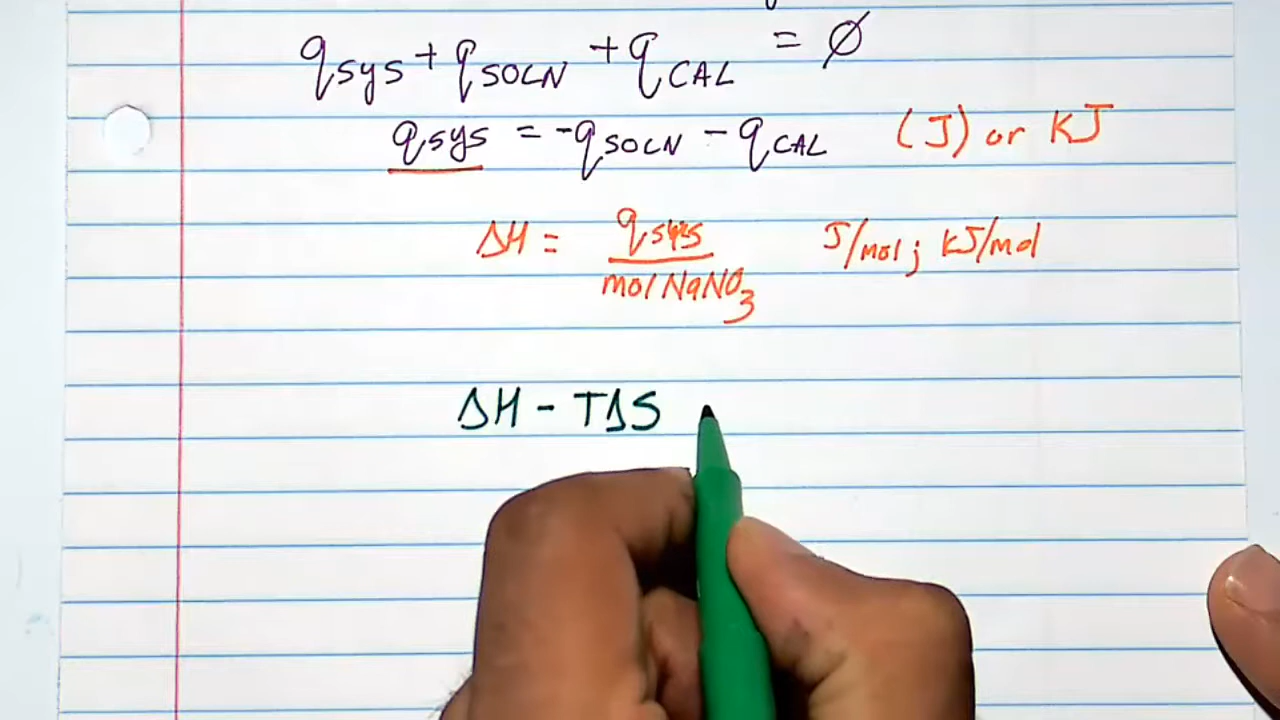 qsys + qSOLN + qCAL = ∅
qsys = -qSOLN - qCAL (J) or KJ
ΔH = qsys / mol NaNO3 J/mol; KJ/mol
ΔH - TΔS